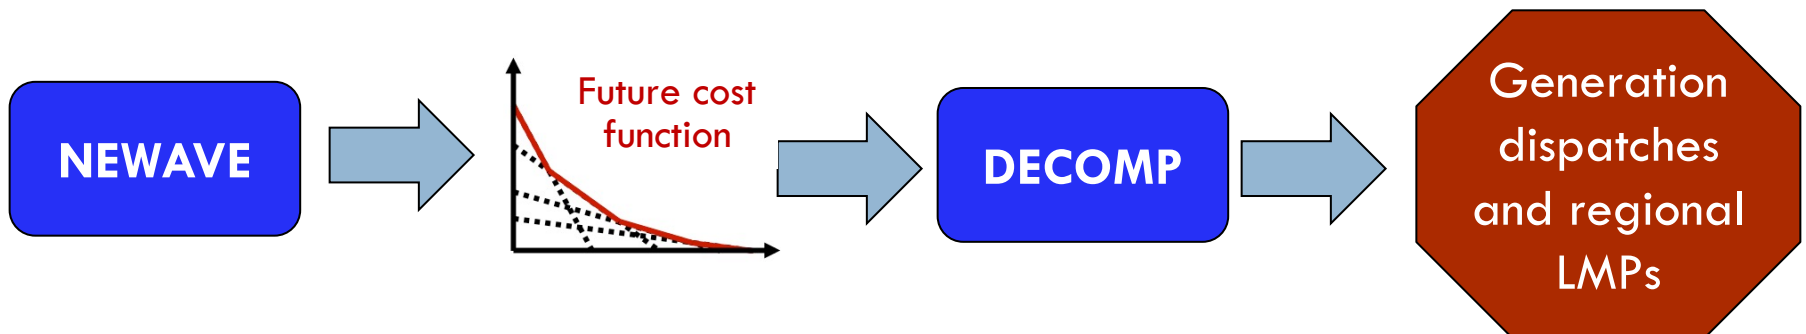 NEWAVE
Future cost
function
DECOMP
Generation
dispatches
and regional
LMPs